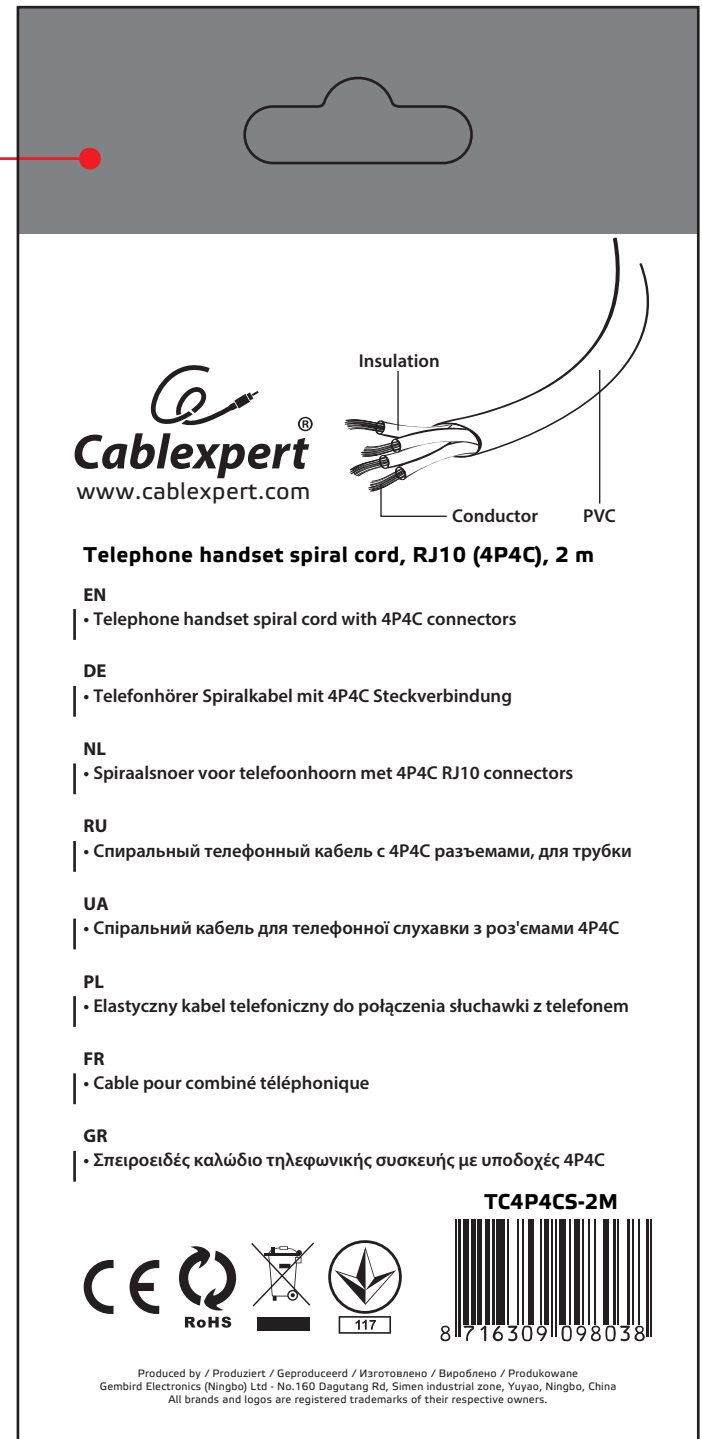 Insulation
Cablexpert®
www.cablexpert.com
Conductor PVC
Telephone handset spiral cord, RJ10 (4P4C), 2 m
EN
• Telephone handset spiral cord with 4P4C connectors
DE
• Telefonhörer Spiralkabel mit 4P4C Steckverbindung
NL
• Spiraalsnoer voor telefoonhoorn met 4P4C RJ10 connectors
RU
• Спиральный телефонный кабель с 4P4C разъемами, для трубки
UA
• Спіральний кабель для телефонної слухавки з роз'ємами 4P4C
PL
• Elastyczny kabel telefoniczny do połączenia słuchawki z telefonem
FR
• Cable pour combiné téléphonique
GR
• Σπειροειδές καλώδιο τηλεφωνικής συσκευής με υποδοχές 4P4C
TC4P4CS-2M
CE
RoHS
117
8 716309 098038
Produced by / Produziert / Geproduceerd / Изготовлено / Вироблено / Produkowane
Gembird Electronics (Ningbo) Ltd - No.160 Dagutang Rd, Simen industrial zone, Yuyao, Ningbo, China
All brands and logos are registered trademarks of their respective owners.